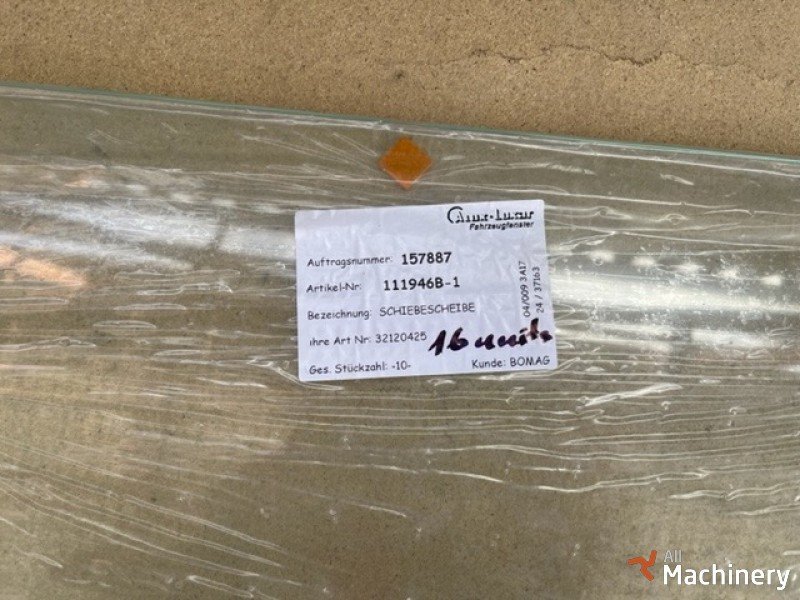 Fahrzeugfenster
Auftragsnummer: 157887
Artikel-Nr: 111946B-1
Bezeichnung: SCHIEBESCHEIBE
ihre Art Nr: 32120425
16 units
Ges. Stückzahl: -10-
Kunde: BOMAG
04/009 3A17
24 / 37163
All
Machinery